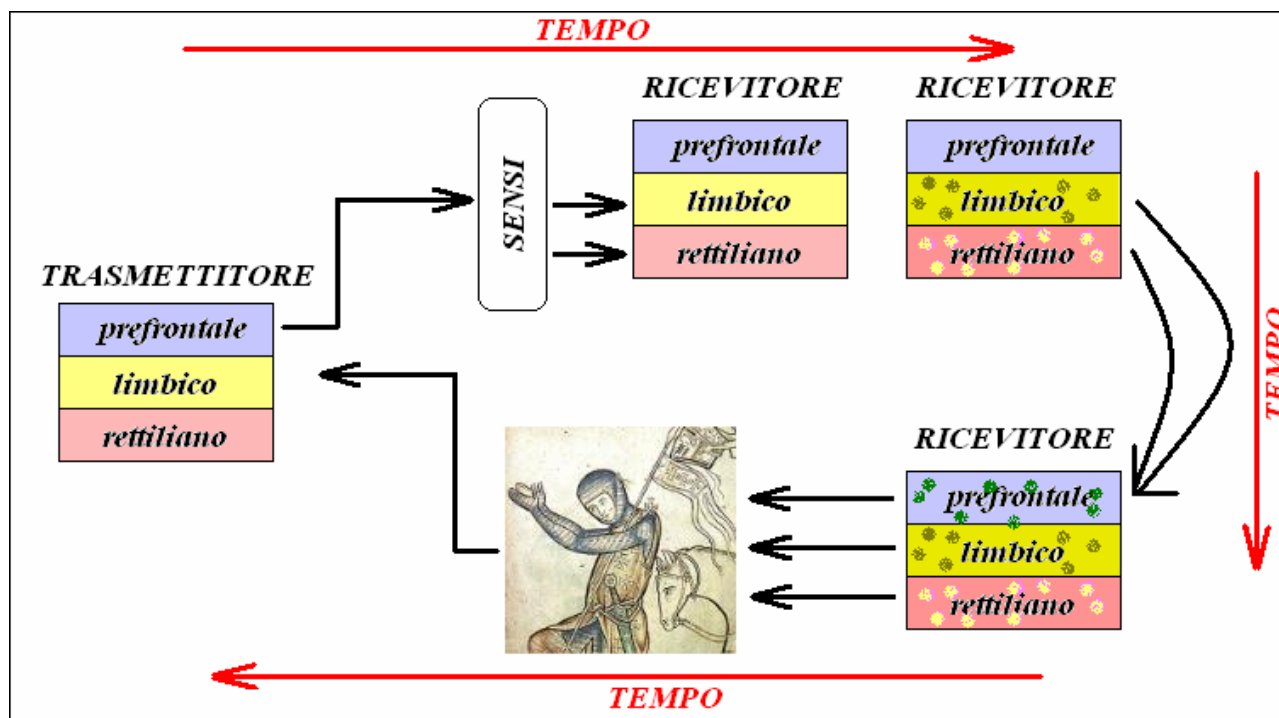 TEMPO
RICEVITORE
RICEVITORE
prefrontale
limbico
rettiliano
prefrontale
limbico
rettiliano
SENSI
TRASMETTITORE
prefrontale
limbico
rettiliano
TEMPO
RICEVITORE
prefrontale
limbico
rettiliano
TEMPO